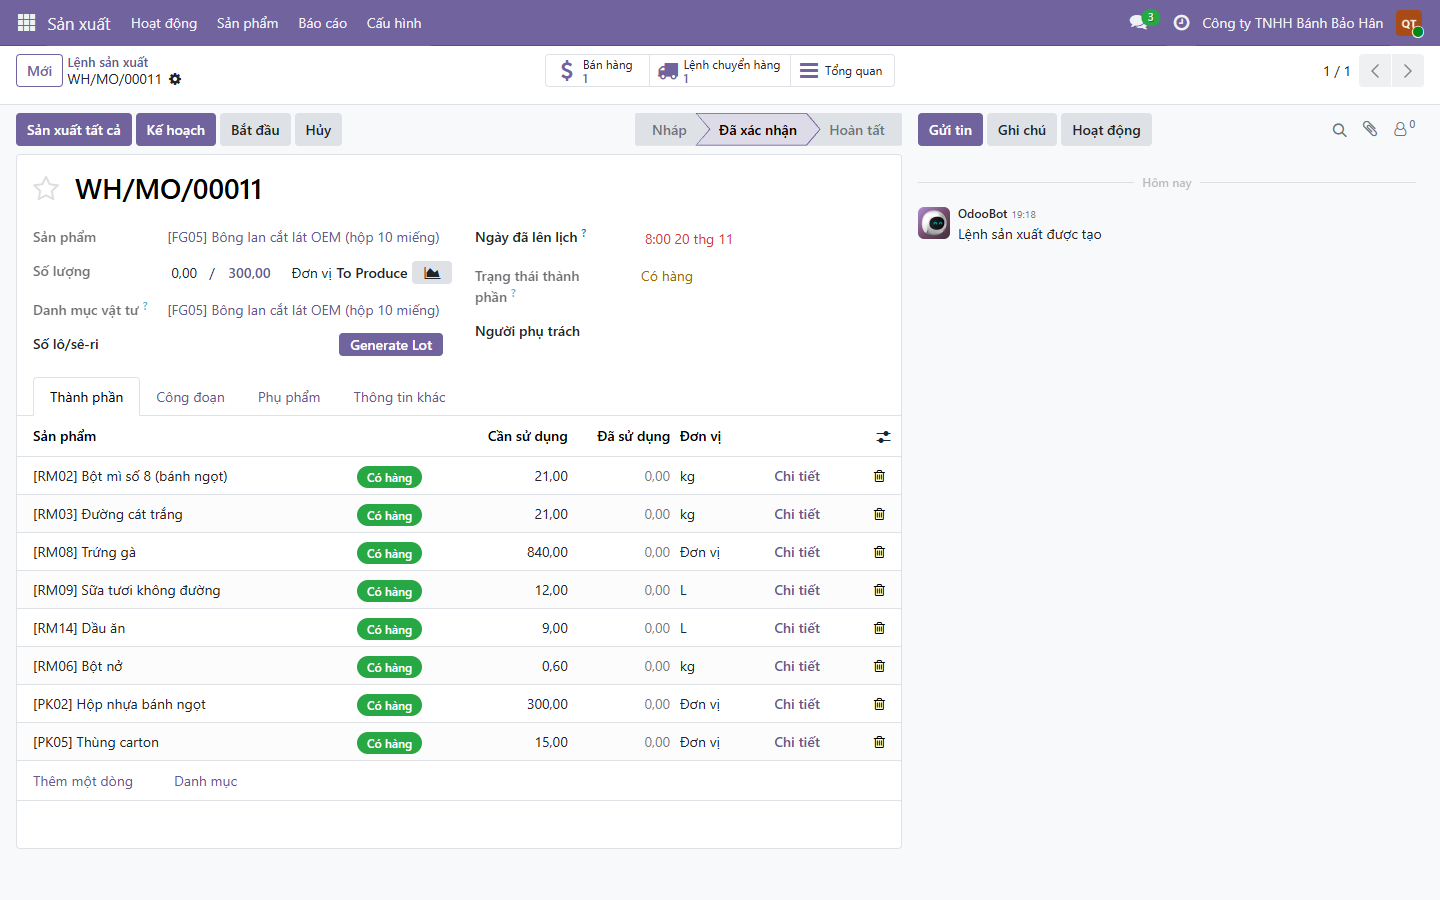 Sản xuất Hoạt động Sản phẩm Báo cáo Cấu hình 3 Công ty TNHH Bánh Bảo Hân QT
Mới Lệnh sản xuất
WH/MO/00011
Bán hàng 1 Lệnh chuyển hàng 1 Tổng quan 1 / 1
Sản xuất tất cả Kế hoạch Bắt đầu Hủy Nháp Đã xác nhận Hoàn tất
Gửi tin Ghi chú Hoạt động 0
WH/MO/00011
Sản phẩm [FG05] Bông lan cắt lát OEM (hộp 10 miếng)
Số lượng 0,00 / 300,00 Đơn vị To Produce
Danh mục vật tư ? [FG05] Bông lan cắt lát OEM (hộp 10 miếng)
Số lô/sê-ri Generate Lot
Ngày đã lên lịch ? 8:00 20 thg 11
Trạng thái thành phần ? Có hàng
Người phụ trách
Thành phần Công đoạn Phụ phẩm Thông tin khác
Sản phẩm Cần sử dụng Đã sử dụng Đơn vị
[RM02] Bột mì số 8 (bánh ngọt) Có hàng 21,00 0,00 kg Chi tiết
[RM03] Đường cát trắng Có hàng 21,00 0,00 kg Chi tiết
[RM08] Trứng gà Có hàng 840,00 0,00 Đơn vị Chi tiết
[RM09] Sữa tươi không đường Có hàng 12,00 0,00 L Chi tiết
[RM14] Dầu ăn Có hàng 9,00 0,00 L Chi tiết
[RM06] Bột nở Có hàng 0,60 0,00 kg Chi tiết
[PK02] Hộp nhựa bánh ngọt Có hàng 300,00 0,00 Đơn vị Chi tiết
[PK05] Thùng carton Có hàng 15,00 0,00 Đơn vị Chi tiết
Thêm một dòng Danh mục
Hôm nay
OdooBot 19:18
Lệnh sản xuất được tạo